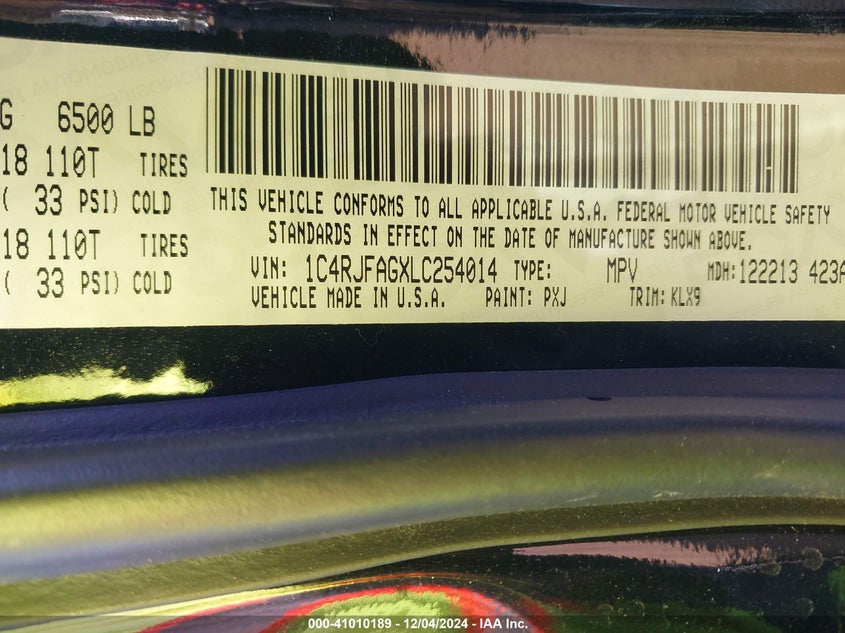 G 6500 LB
18 110T TIRES
( 33 PSI) COLD
18 110T TIRES
( 33 PSI) COLD
THIS VEHICLE CONFORMS TO ALL APPLICABLE U.S.A. FEDERAL MOTOR VEHICLE SAFETY
STANDARDS IN EFFECT ON THE DATE OF MANUFACTURE SHOWN ABOVE.
VIN: 1C4RJFAGXLC254014 TYPE: MPV MDH: 122213 423A
VEHICLE MADE IN U.S.A. PAINT: PXJ TRIM: KLX9
000-41010189 - 12/04/2024 - IAA Inc.